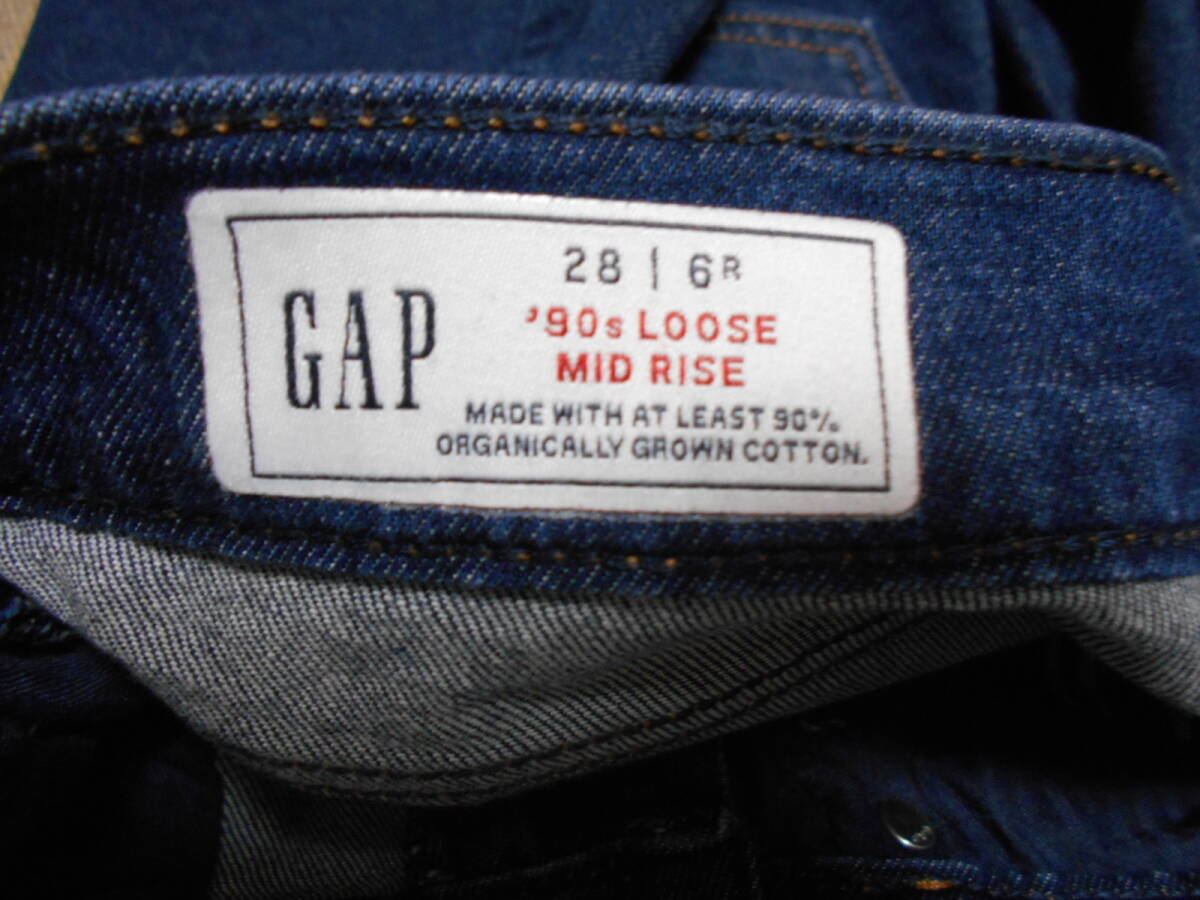 GAP
28 | 6R
'90s LOOSE
MID RISE
MADE WITH AT LEAST 90%
ORGANICALLY GROWN COTTON.